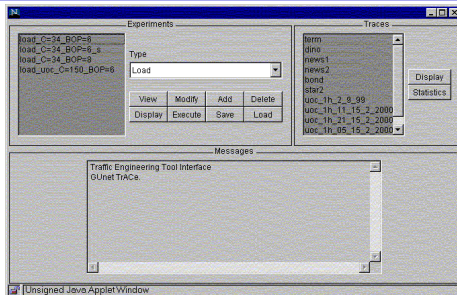 Experiments
load_C=34_BOP=6
load_C=34_BOP=6_s
load_C=34_BOP=8
load_uoc_C=150_BOP=6
Type
Load
View Modify Add Delete
Display Execute Save Load
Traces
term
dino
news1
news2
bond
star2
uoc_1h_2_9_99
uoc_1h_11_15_2_2000
uoc_1h_21_15_2_2000
uoc_1h_05_15_2_2000
Display
Statistics
Messages
Traffic Engineering Tool Interface
GUnet TrACe.
Unsigned Java Applet Window